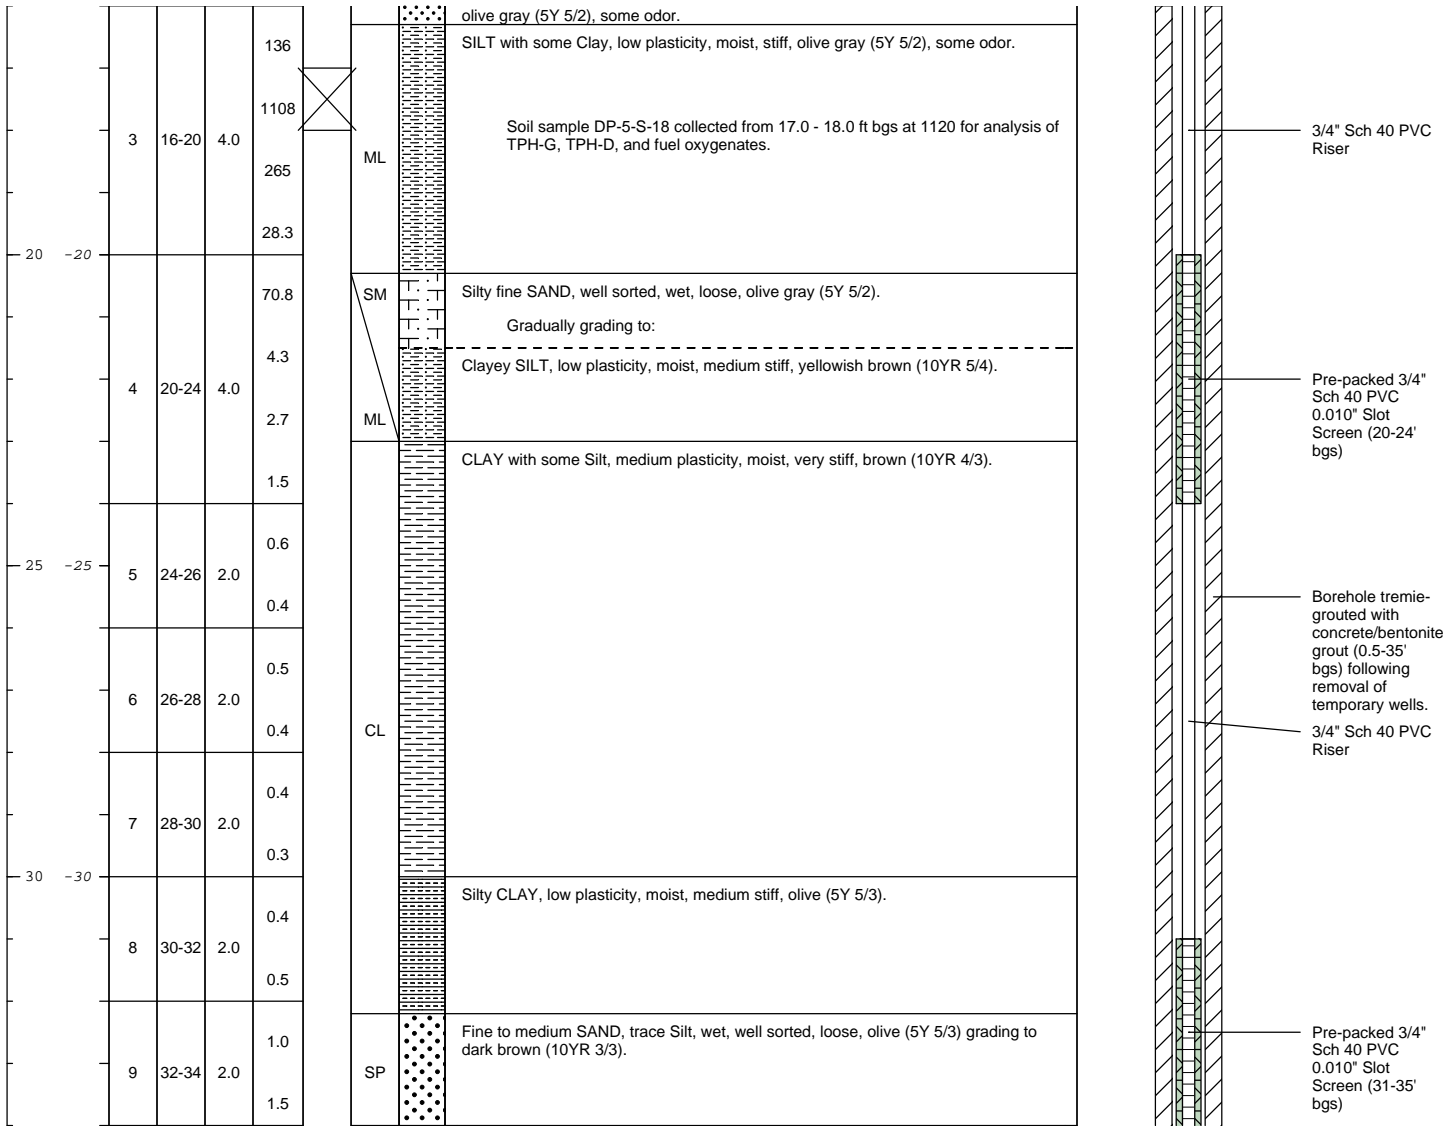 olive gray (5Y 5/2), some odor.
136
SILT with some Clay, low plasticity, moist, stiff, olive gray (5Y 5/2), some odor.
1108
Soil sample DP-5-S-18 collected from 17.0 - 18.0 ft bgs at 1120 for analysis of
TPH-G, TPH-D, and fuel oxygenates.
3 16-20 4.0
ML
3/4" Sch 40 PVC
Riser
265
28.3
20 -20
70.8
SM
Silty fine SAND, well sorted, wet, loose, olive gray (5Y 5/2).
Gradually grading to:
4.3
Clayey SILT, low plasticity, moist, medium stiff, yellowish brown (10YR 5/4).
4 20-24 4.0
Pre-packed 3/4"
Sch 40 PVC
0.010" Slot
Screen (20-24'
bgs)
2.7
ML
CLAY with some Silt, medium plasticity, moist, very stiff, brown (10YR 4/3).
1.5
0.6
25 -25
5 24-26 2.0
0.4
Borehole tremie-
grouted with
concrete/bentonite
grout (0.5-35'
bgs) following
removal of
temporary wells.
0.5
6 26-28 2.0
0.4
CL
3/4" Sch 40 PVC
Riser
0.4
7 28-30 2.0
0.3
30 -30
Silty CLAY, low plasticity, moist, medium stiff, olive (5Y 5/3).
0.4
8 30-32 2.0
0.5
1.0
Fine to medium SAND, trace Silt, wet, well sorted, loose, olive (5Y 5/3) grading to
dark brown (10YR 3/3).
9 32-34 2.0
SP
1.5
Pre-packed 3/4"
Sch 40 PVC
0.010" Slot
Screen (31-35'
bgs)